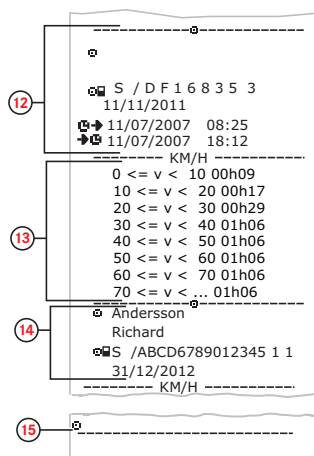 12
S / D F 1 6 8 3 5 3
11/11/2011
11/07/2007 08:25
11/07/2007 18:12
------- KM/H -------
0 <= v < 10 00h09
10 <= v < 20 00h17
20 <= v < 30 00h29
13
30 <= v < 40 01h06
40 <= v < 50 01h06
50 <= v < 60 01h06
60 <= v < 70 01h06
70 <= v < ... 01h06
14
Andersson
Richard
S /ABCD6789012345 1 1
31/12/2012
-------- KM/H --------
15